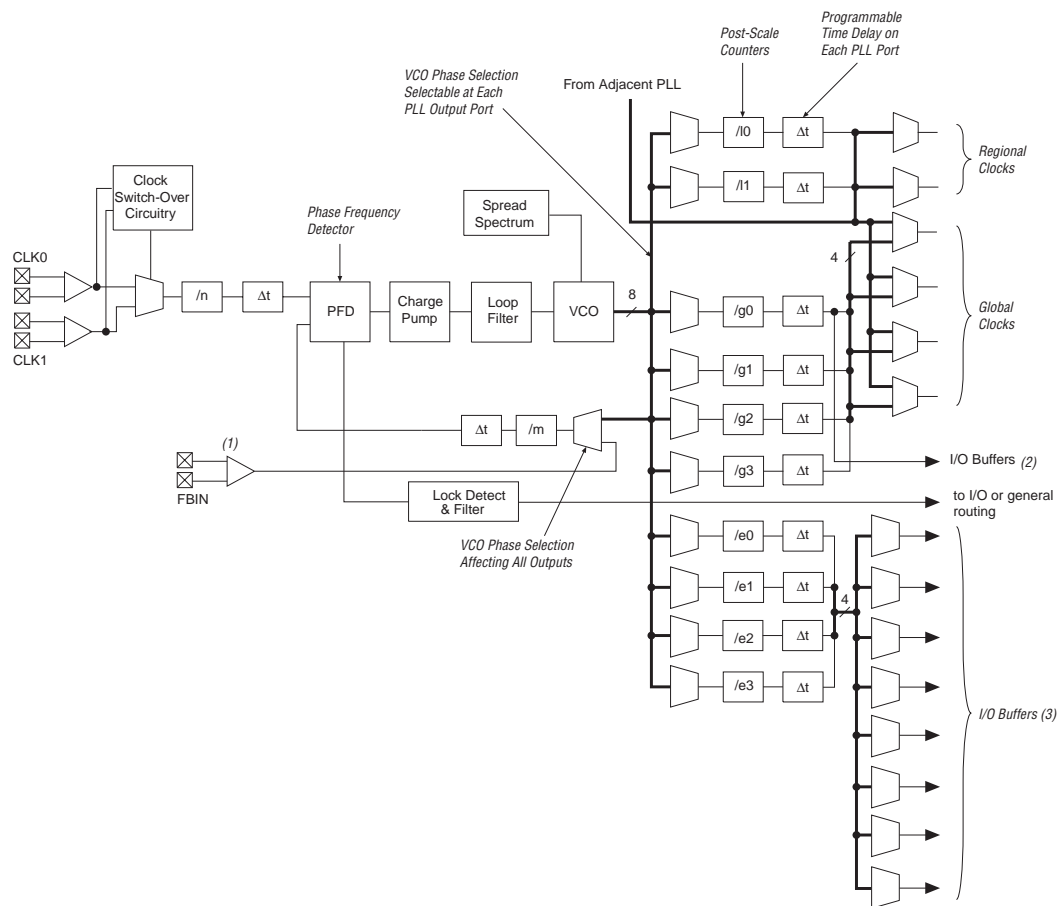 Programmable
Time Delay on
Each PLL Port
Post-Scale
Counters
VCO Phase Selection
Selectable at Each
PLL Output Port
From Adjacent PLL
/l0
Δt
Regional
Clocks
/l1
Δt
Clock
Switch-Over
Circuitry
Phase Frequency
Detector
Spread
Spectrum
4
CLK0
/n
Δt
PFD
Charge
Pump
Loop
Filter
VCO
8
/g0
Δt
Global
Clocks
CLK1
/g1
Δt
Δt
/m
/g2
Δt
(1)
FBIN
/g3
Δt
I/O Buffers (2)
Lock Detect
& Filter
to I/O or general
routing
VCO Phase Selection
Affecting All Outputs
/e0
Δt
/e1
Δt
4
/e2
Δt
/e3
Δt
I/O Buffers (3)